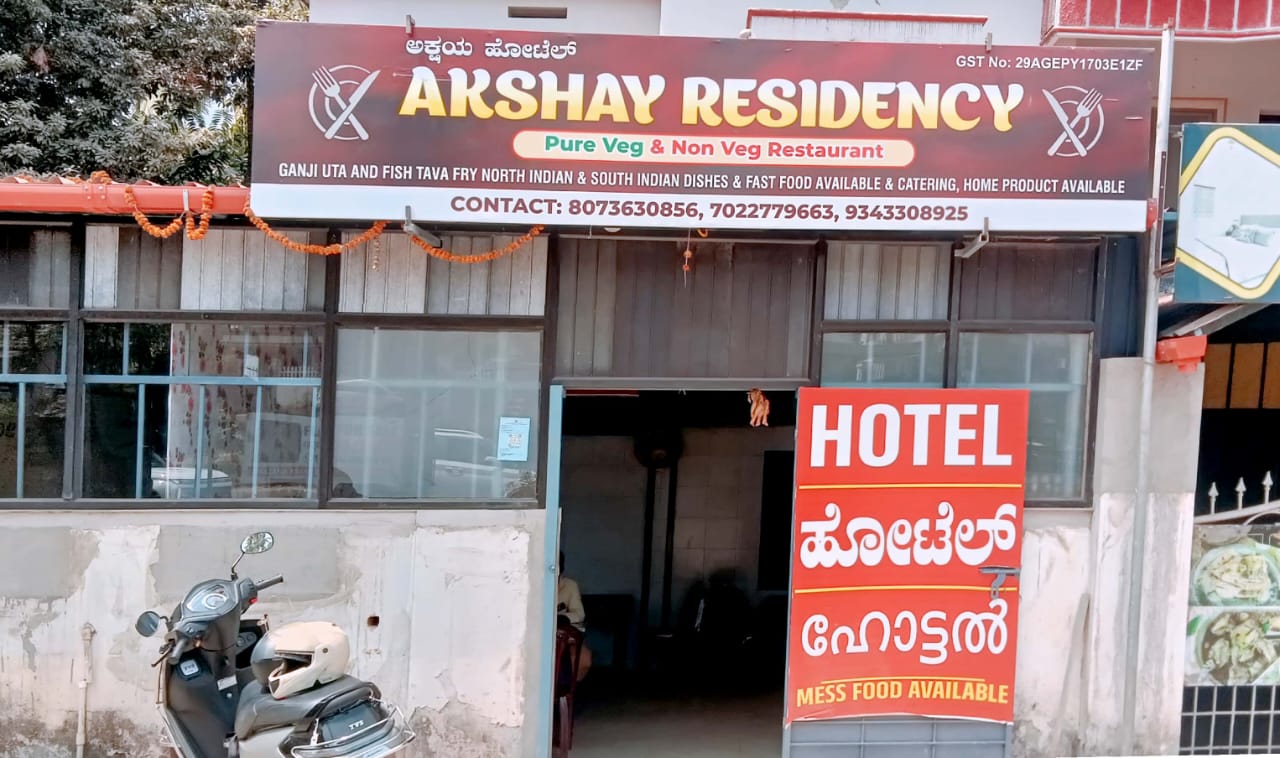 ಅಕ್ಷಯ ಹೋಟೆಲ್
GST No: 29AGEPY1703E1ZF
AKSHAY RESIDENCY
Pure Veg & Non Veg Restaurant
GANJI UTA AND FISH TAVA FRY NORTH INDIAN & SOUTH INDIAN DISHES & FAST FOOD AVAILABLE & CATERING, HOME PRODUCT AVAILABLE
CONTACT: 8073630856, 7022779663, 9343308925
HOTEL
ಹೋಟೆಲ್
ഹോട്ടൽ
MESS FOOD AVAILABLE
TVS